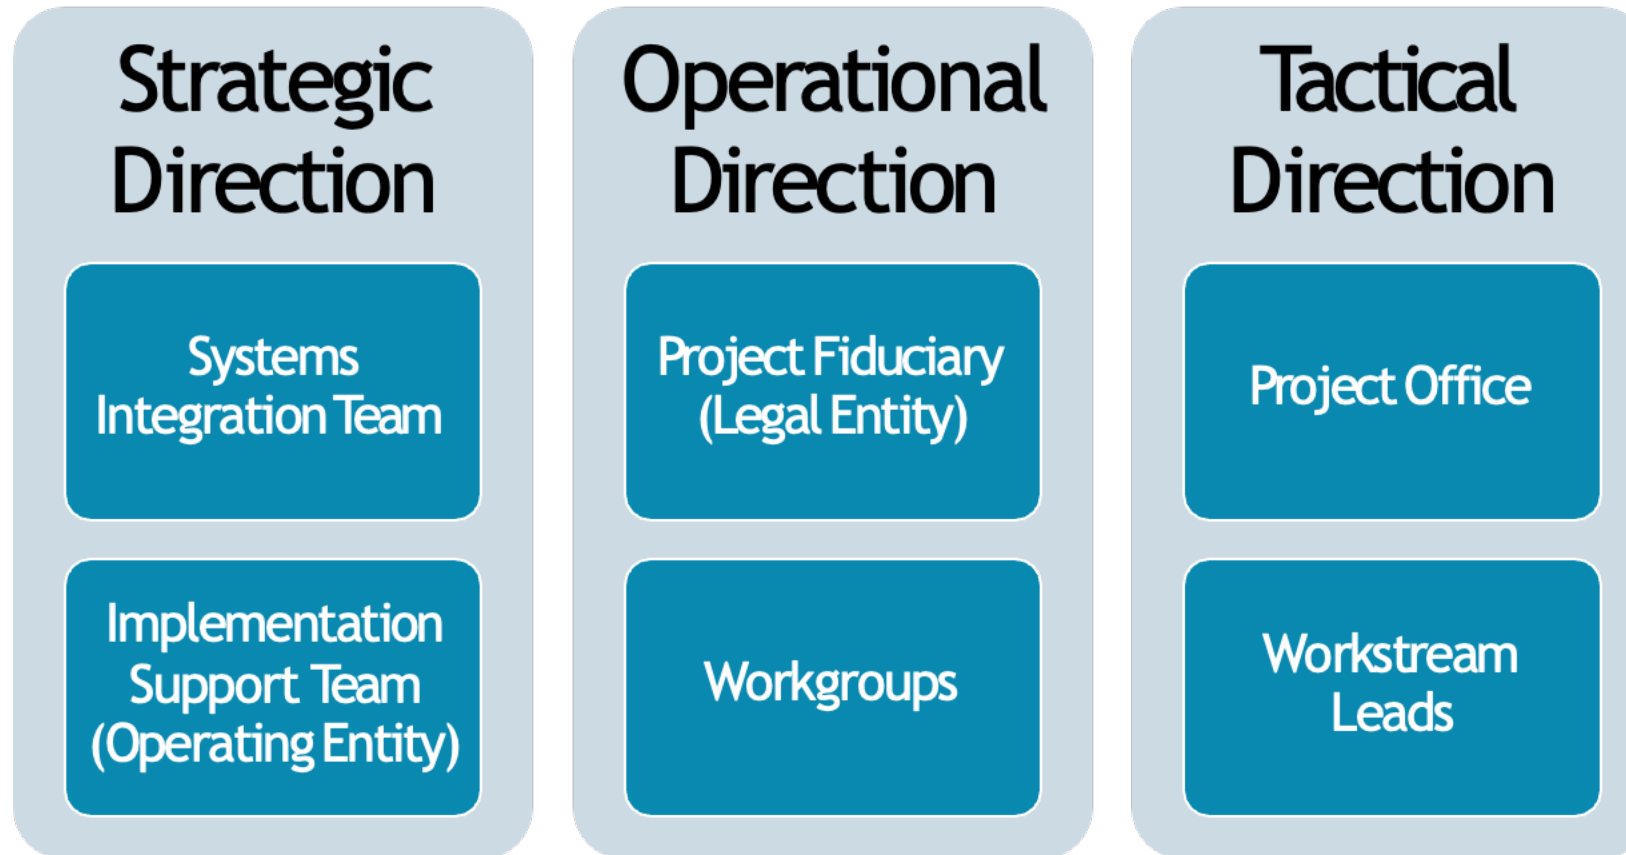 Strategic
Direction
Systems
Integration Team
Implementation
Support Team
(Operating Entity)
Operational
Direction
Project Fiduciary
(Legal Entity)
Workgroups
Tactical
Direction
Project Office
Workstream
Leads